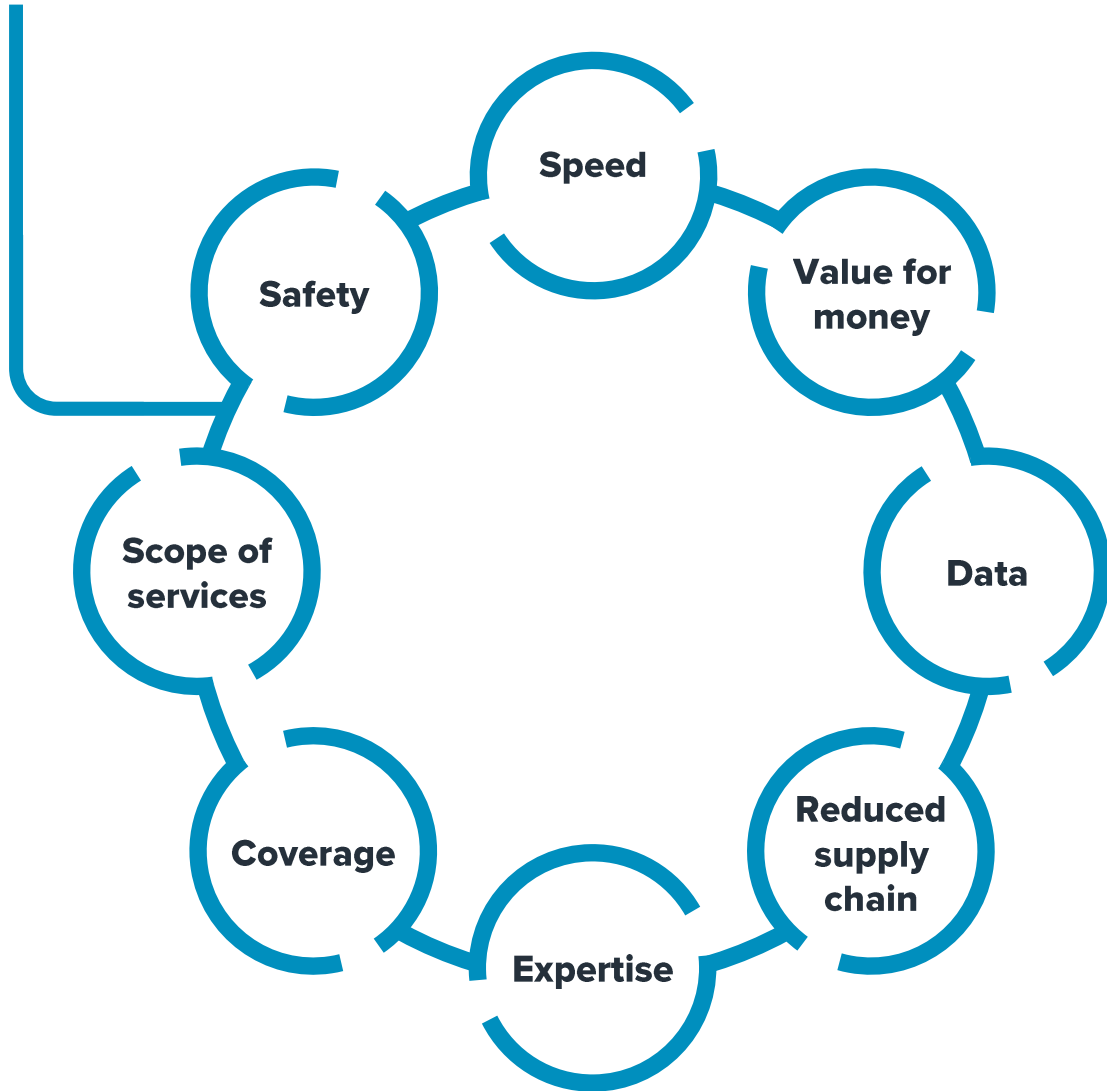 Speed
Value for
money
Data
Reduced
supply
chain
Expertise
Coverage
Scope of
services
Safety